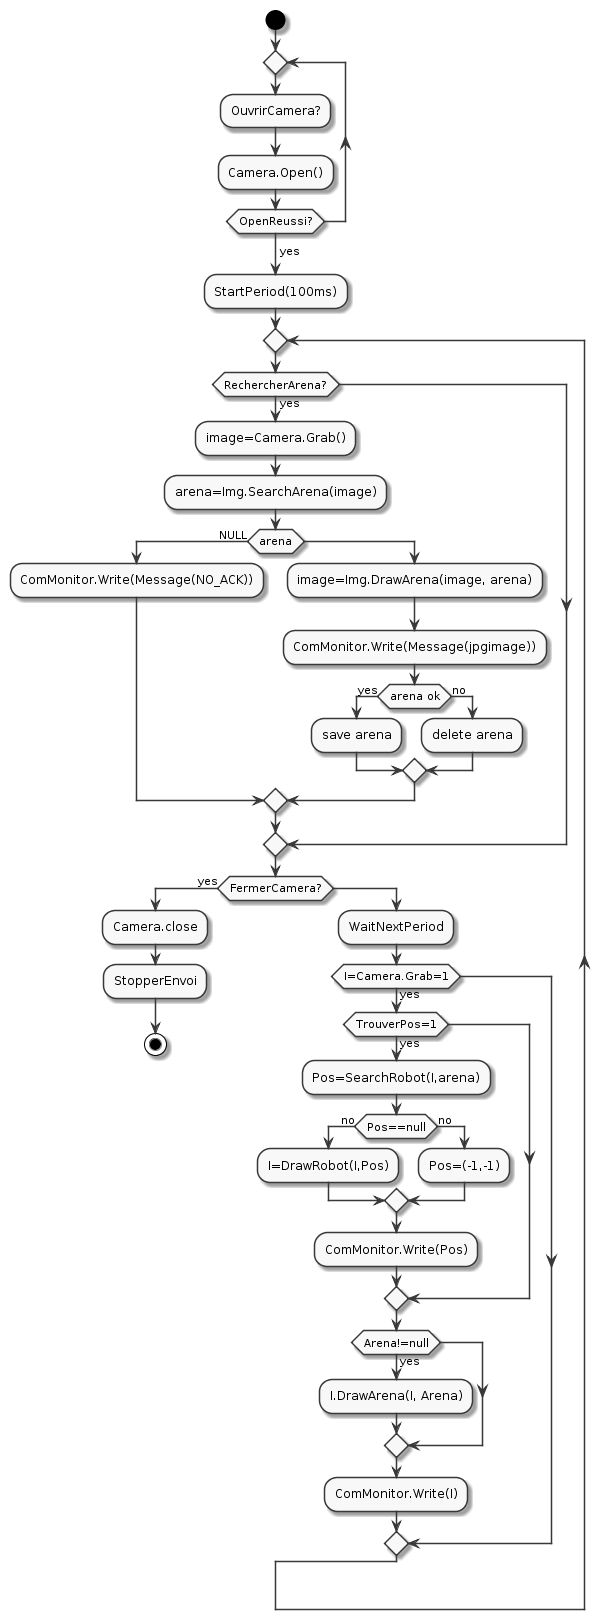 OuvrirCamera?
Camera.Open()
OpenReussi?
yes
StartPeriod(100ms)
RechercherArena?
yes
image=Camera.Grab()
arena=Img.SearchArena(image)
NULL
arena
ComMonitor.Write(Message(NO_ACK))
image=Img.DrawArena(image, arena)
ComMonitor.Write(Message(jpgimage))
yes
arena ok
no
save arena
delete arena
yes
FermerCamera?
Camera.close
WaitNextPeriod
StopperEnvoi
I=Camera.Grab=1
yes
TrouverPos=1
yes
Pos=SearchRobot(I,arena)
no
Pos==null
no
I=DrawRobot(I,Pos)
Pos=(-1,-1)
ComMonitor.Write(Pos)
Arena!=null
yes
I.DrawArena(I, Arena)
ComMonitor.Write(I)